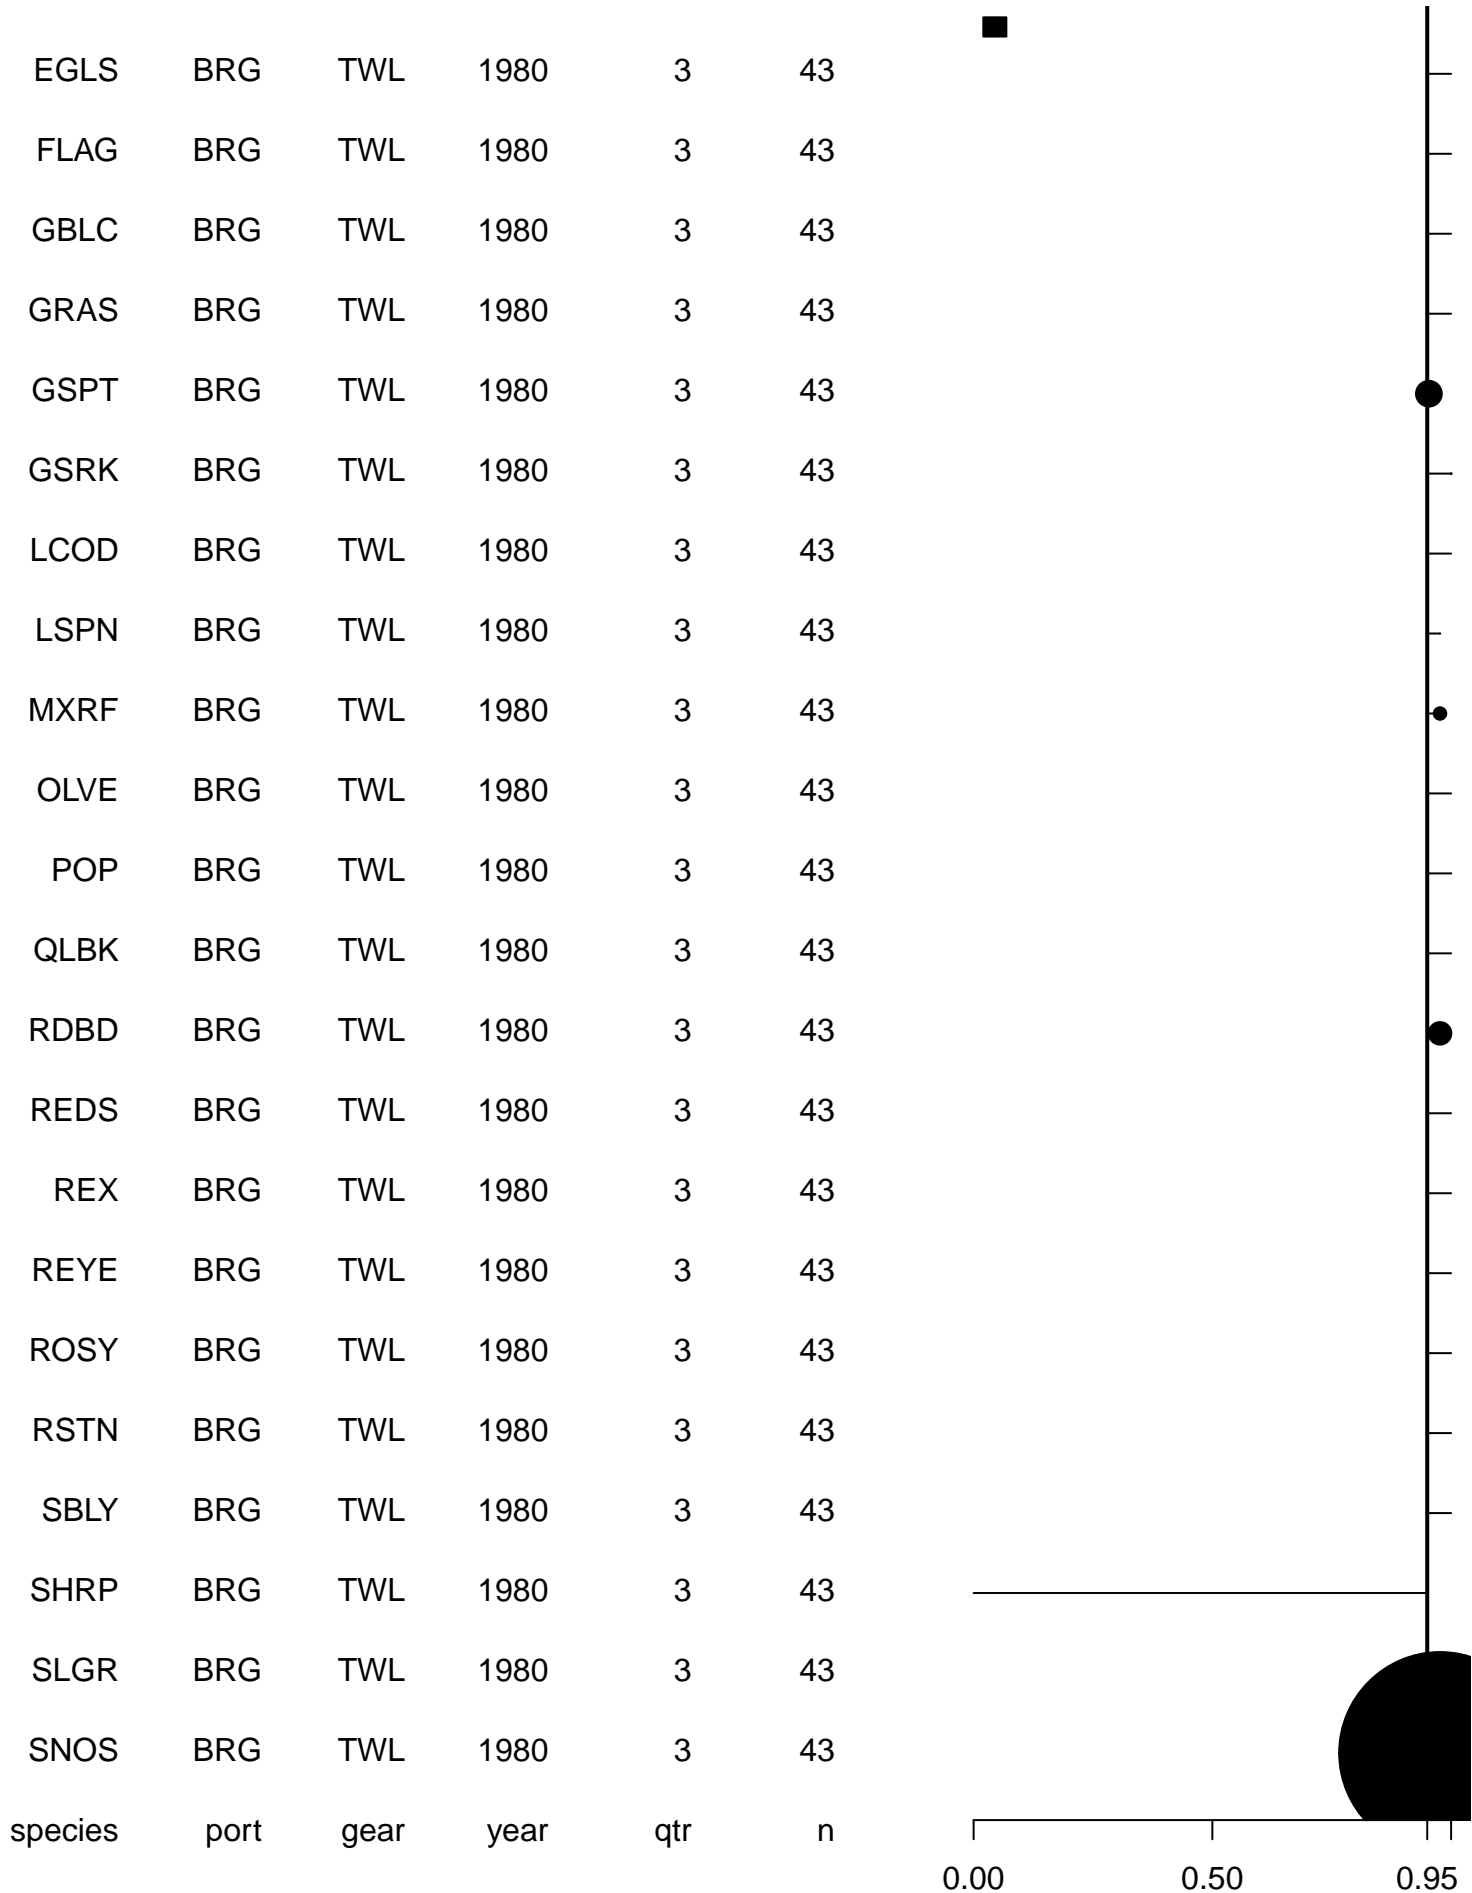 EGLS BRG TWL 1980 3 43
FLAG BRG TWL 1980 3 43
GBLC BRG TWL 1980 3 43
GRAS BRG TWL 1980 3 43
GSPT BRG TWL 1980 3 43
GSRK BRG TWL 1980 3 43
LCOD BRG TWL 1980 3 43
LSPN BRG TWL 1980 3 43
MXRF BRG TWL 1980 3 43
OLVE BRG TWL 1980 3 43
POP BRG TWL 1980 3 43
QLBK BRG TWL 1980 3 43
RDBD BRG TWL 1980 3 43
REDS BRG TWL 1980 3 43
REX BRG TWL 1980 3 43
REYE BRG TWL 1980 3 43
ROSY BRG TWL 1980 3 43
RSTN BRG TWL 1980 3 43
SBLY BRG TWL 1980 3 43
SHRP BRG TWL 1980 3 43
SLGR BRG TWL 1980 3 43
SNOS BRG TWL 1980 3 43
species port gear year qtr n
0.00 0.50 0.95